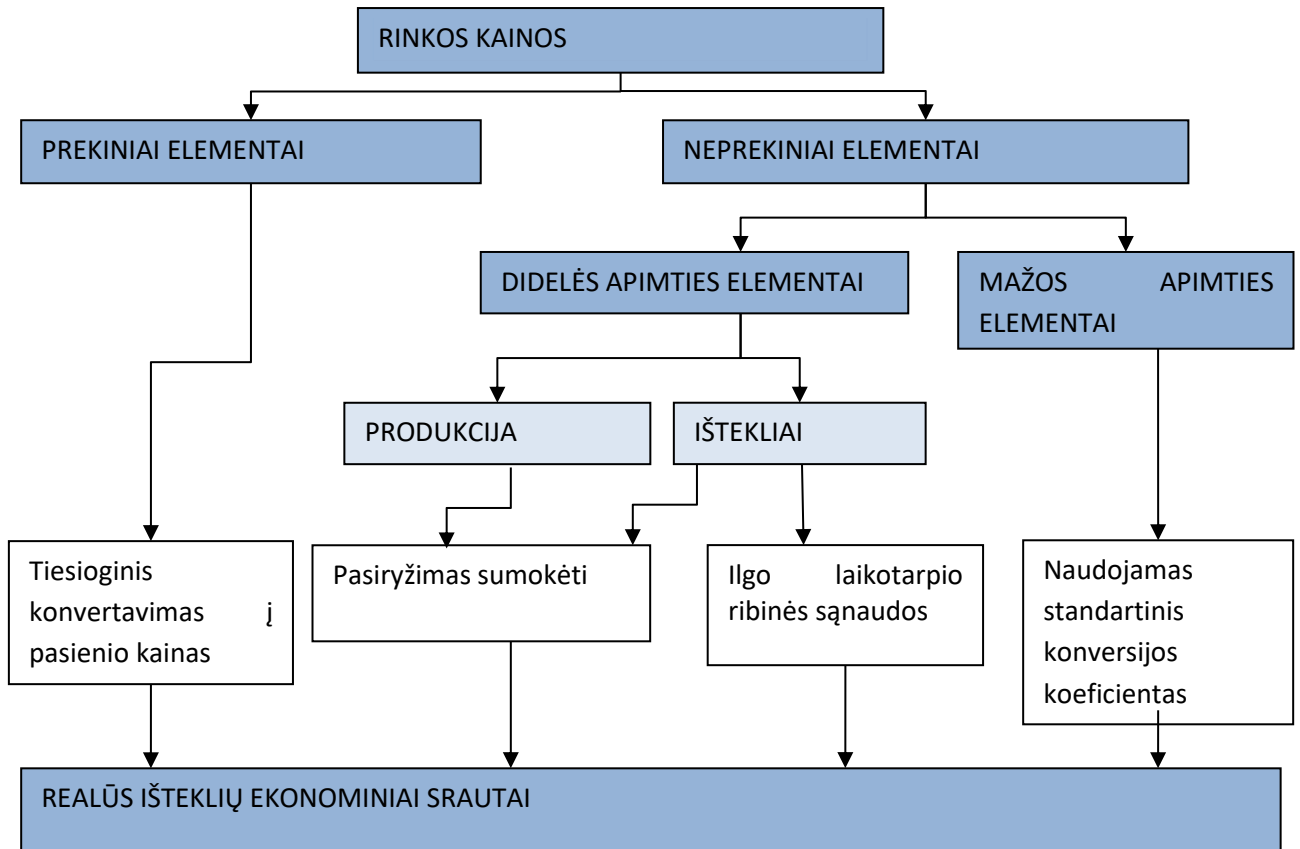 RINKOS KAINOS
PREKINIAI ELEMENTAI
NEPREKINIAI ELEMENTAI
DIDELĖS APIMTIES ELEMENTAI
MAŽOS APIMTIES
ELEMENTAI
PRODUKCIJA
IŠTEKLIAI
Tiesioginis
konvertavimas į
pasienio kainas
Pasiryžimas sumokėti
Ilgo laikotarpio
ribinės sąnaudos
Naudojamas
standartinis
konversijos
koeficientas
REALŪS IŠTEKLIŲ EKONOMINIAI SRAUTAI